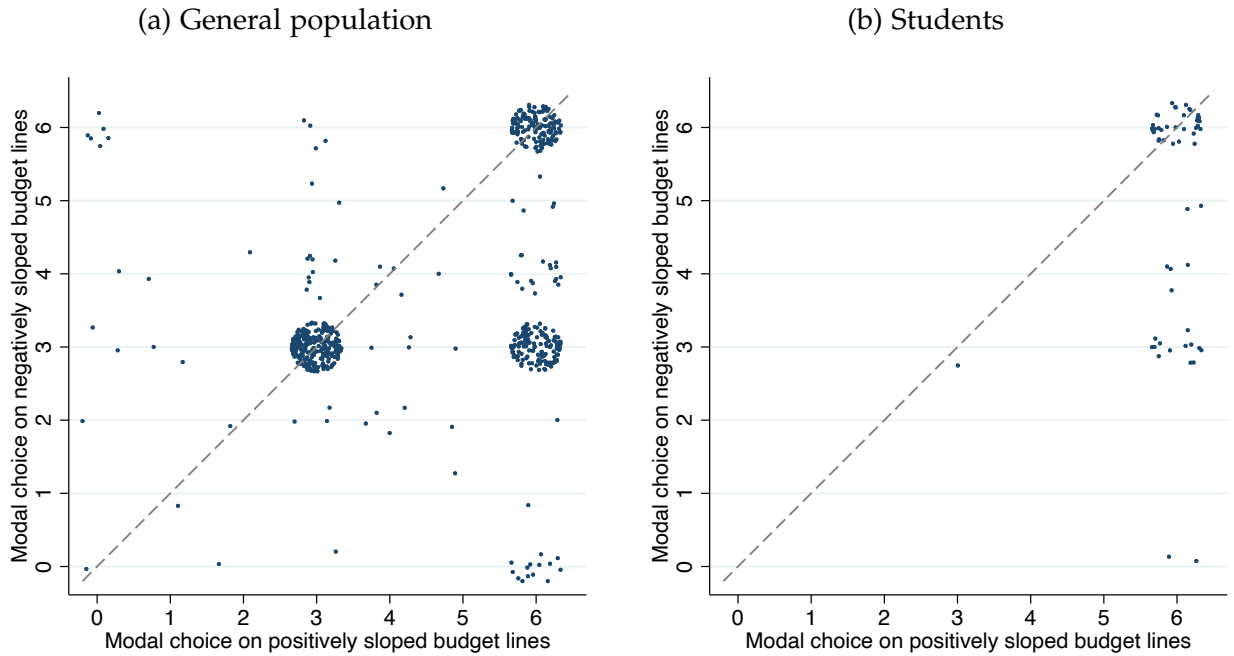 (a) General population
Modal choice on negatively sloped budget lines
6
5
4
3
2
1
0
0 1 2 3 4 5 6
Modal choice on positively sloped budget lines
(b) Students
Modal choice on negatively sloped budget lines
6
5
4
3
2
1
0
0 1 2 3 4 5 6
Modal choice on positively sloped budget lines